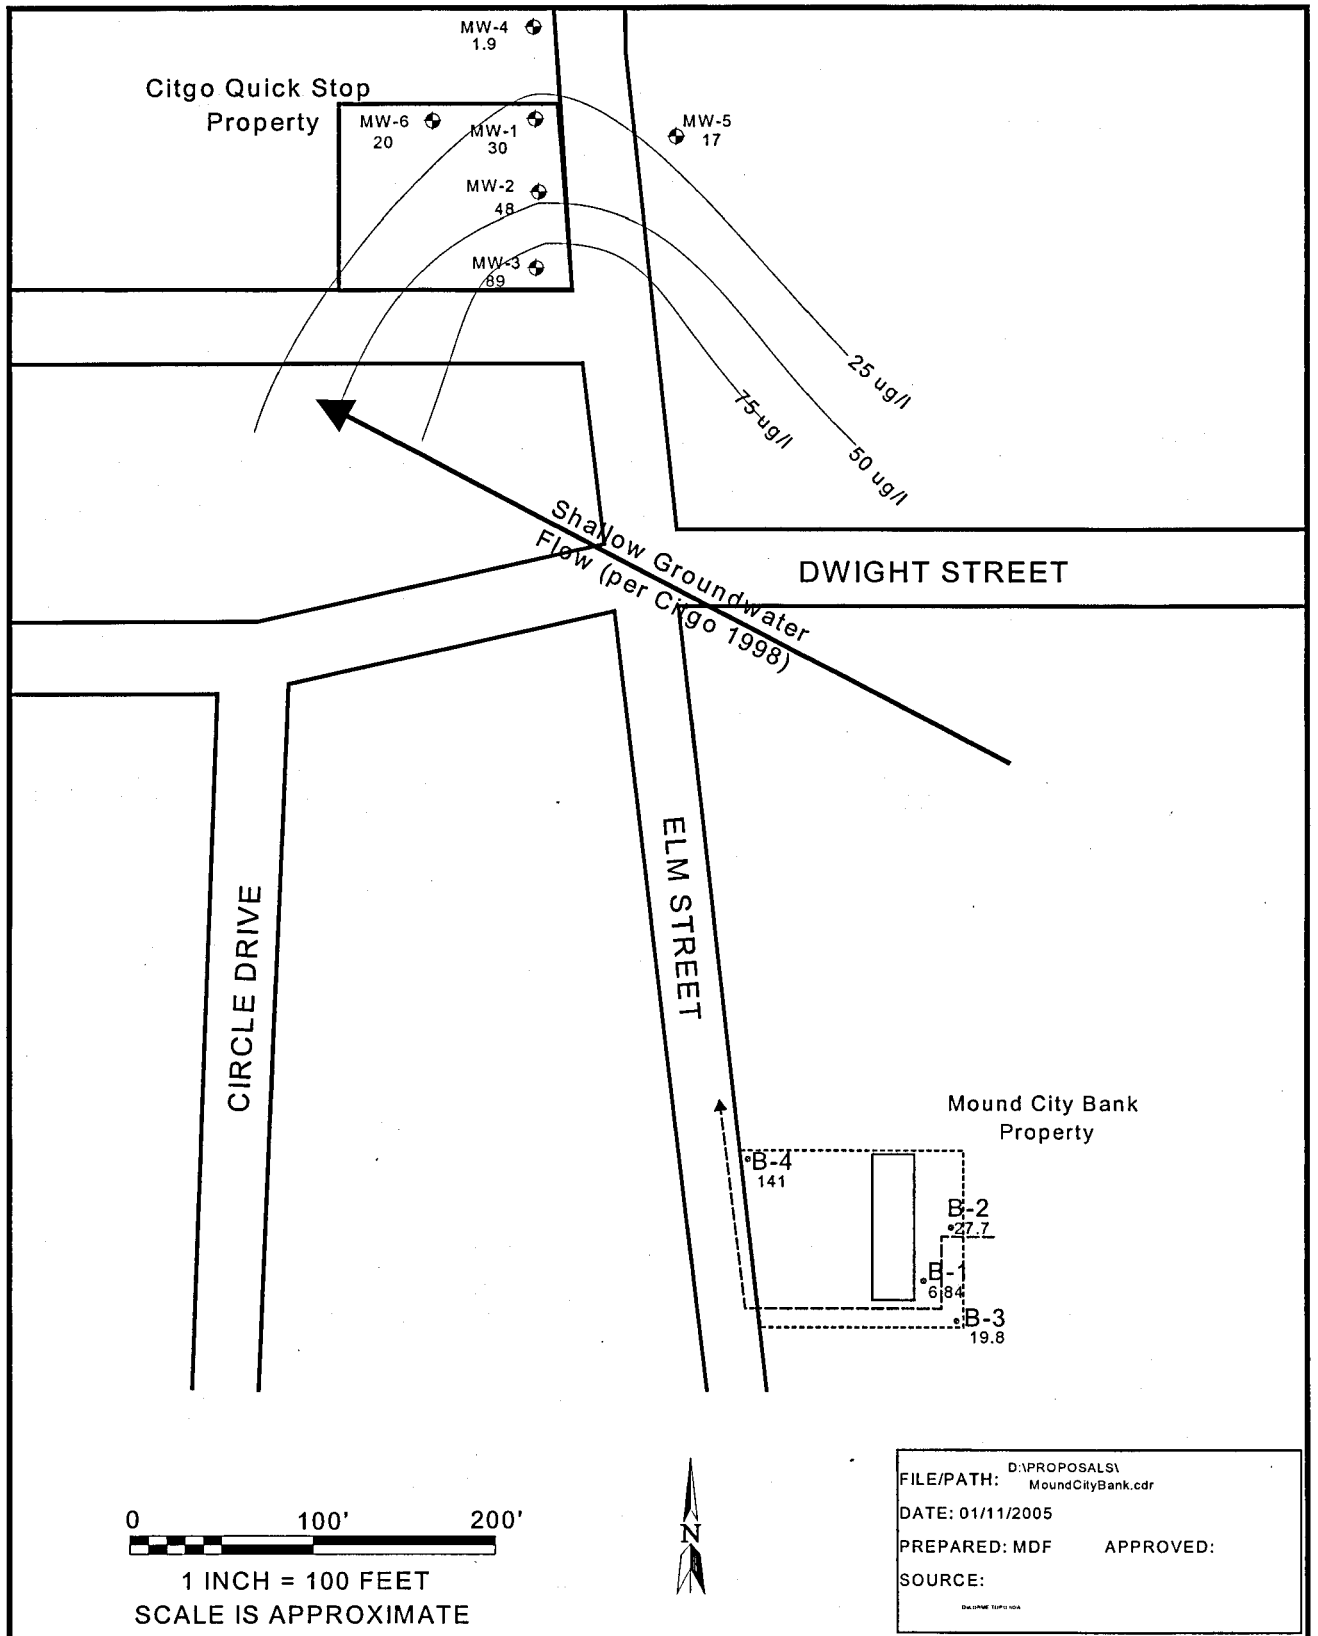 MW-4
1.9
Citgo Quick Stop
Property
MW-6
20
MW-1
30
MW-5
17
MW-2
48
MW-3
89
25 ug/l
75 ug/l
50 ug/l
Shallow Groundwater
Flow (per Citgo 1998)
DWIGHT STREET
ELM STREET
CIRCLE DRIVE
Mound City Bank
Property
B-4
141
B-2
27.7
B-1
6.84
B-3
19.8
0 100' 200'
1 INCH = 100 FEET
SCALE IS APPROXIMATE
N
FILE/PATH: D:\PROPOSALS\
MoundCityBank.cdr
DATE: 01/11/2005
PREPARED: MDF APPROVED:
SOURCE: